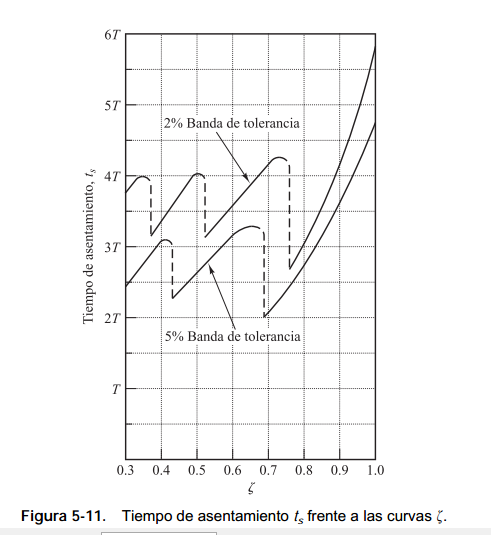 6T
5T
2% Banda de tolerancia
4T
Tiempo de asentamiento, ts
3T
5% Banda de tolerancia
2T
T
0.3 0.4 0.5 0.6 0.7 0.8 0.9 1.0
ζ
Figura 5-11. Tiempo de asentamiento ts frente a las curvas ζ.